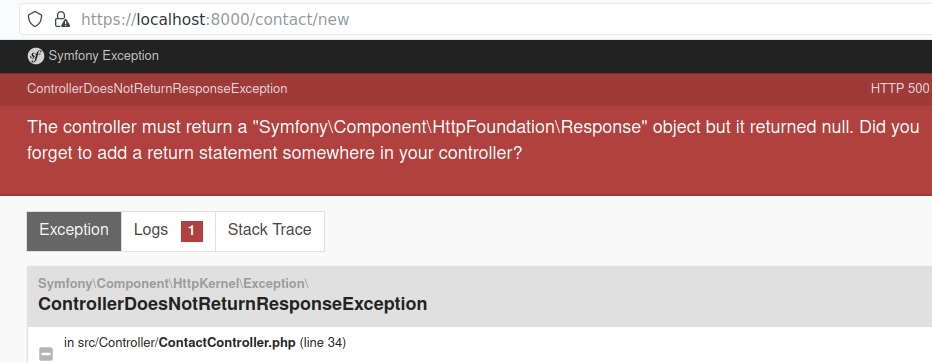 https://localhost:8000/contact/new
sf Symfony Exception
ControllerDoesNotReturnResponseException HTTP 500
The controller must return a "Symfony\Component\HttpFoundation\Response" object but it returned null. Did you
forget to add a return statement somewhere in your controller?
Exception Logs 1 Stack Trace
Symfony\Component\HttpKernel\Exception\
ControllerDoesNotReturnResponseException
in src/Controller/ContactController.php (line 34)